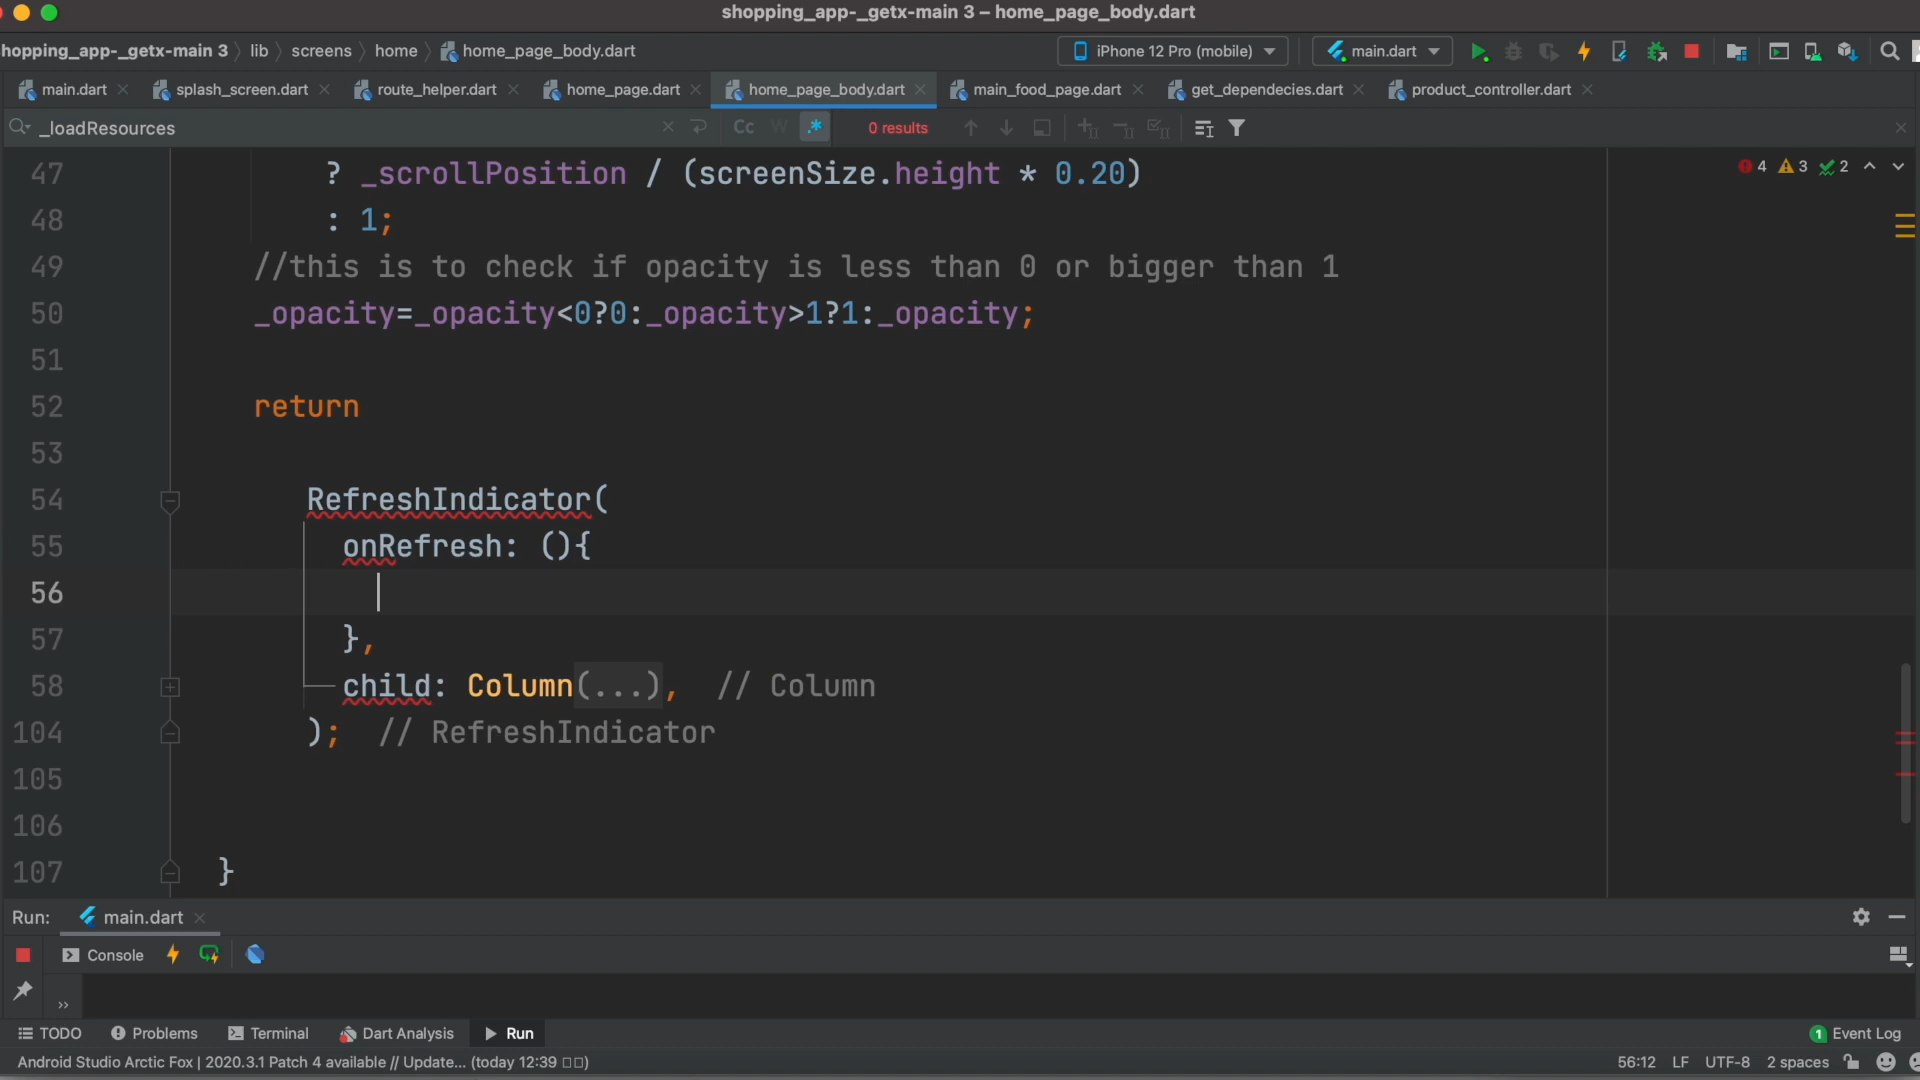 shopping_app-_getx-main 3 – home_page_body.dart
hopping_app-_getx-main 3 lib screens home home_page_body.dart iPhone 12 Pro (mobile) main.dart
main.dart splash_screen.dart route_helper.dart home_page.dart home_page_body.dart main_food_page.dart get_dependecies.dart product_controller.dart
_loadResources Cc W .* 0 results
47 ? _scrollPosition / (screenSize.height * 0.20) 4 3 2
48 : 1;
49 //this is to check if opacity is less than 0 or bigger than 1
50 _opacity=_opacity<0?0:_opacity>1?1:_opacity;
51
52 return
53
54 RefreshIndicator(
55 onRefresh: (){
56
57 },
58 child: Column(...), // Column
104 ); // RefreshIndicator
105
106
107 }
Run: main.dart
Console
»
TODO Problems Terminal Dart Analysis Run 1 Event Log
Android Studio Arctic Fox | 2020.3.1 Patch 4 available // Update... (today 12:39 □□) 56:12 LF UTF-8 2 spaces